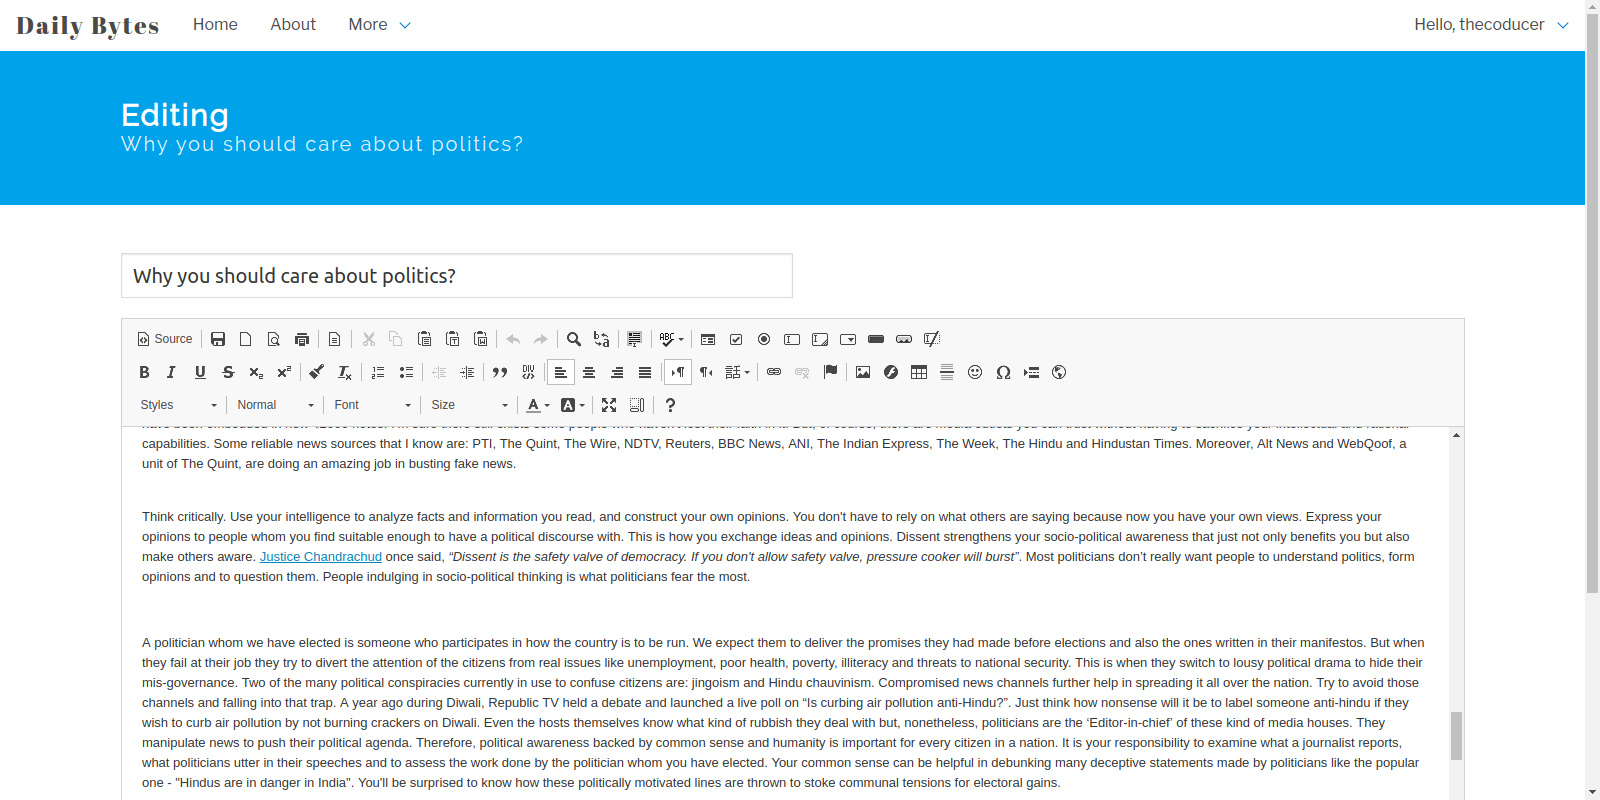 Daily Bytes Home About More Hello, thecoducer
Editing
Why you should care about politics?
Why you should care about politics?
Source
Styles Normal Font Size
capabilities. Some reliable news sources that I know are: PTI, The Quint, The Wire, NDTV, Reuters, BBC News, ANI, The Indian Express, The Week, The Hindu and Hindustan Times. Moreover, Alt News and WebQoof, a
unit of The Quint, are doing an amazing job in busting fake news.
Think critically. Use your intelligence to analyze facts and information you read, and construct your own opinions. You don't have to rely on what others are saying because now you have your own views. Express your
opinions to people whom you find suitable enough to have a political discourse with. This is how you exchange ideas and opinions. Dissent strengthens your socio-political awareness that just not only benefits you but also
make others aware. Justice Chandrachud once said, “Dissent is the safety valve of democracy. If you don't allow safety valve, pressure cooker will burst”. Most politicians don’t really want people to understand politics, form
opinions and to question them. People indulging in socio-political thinking is what politicians fear the most.
A politician whom we have elected is someone who participates in how the country is to be run. We expect them to deliver the promises they had made before elections and also the ones written in their manifestos. But when
they fail at their job they try to divert the attention of the citizens from real issues like unemployment, poor health, poverty, illiteracy and threats to national security. This is when they switch to lousy political drama to hide their
mis-governance. Two of the many political conspiracies currently in use to confuse citizens are: jingoism and Hindu chauvinism. Compromised news channels further help in spreading it all over the nation. Try to avoid those
channels and falling into that trap. A year ago during Diwali, Republic TV held a debate and launched a live poll on “Is curbing air pollution anti-Hindu?”. Just think how nonsense will it be to label someone anti-hindu if they
wish to curb air pollution by not burning crackers on Diwali. Even the hosts themselves know what kind of rubbish they deal with but, nonetheless, politicians are the ‘Editor-in-chief’ of these kind of media houses. They
manipulate news to push their political agenda. Therefore, political awareness backed by common sense and humanity is important for every citizen in a nation. It is your responsibility to examine what a journalist reports,
what politicians utter in their speeches and to assess the work done by the politician whom you have elected. Your common sense can be helpful in debunking many deceptive statements made by politicians like the popular
one - "Hindus are in danger in India". You'll be surprised to know how these politically motivated lines are thrown to stoke communal tensions for electoral gains.